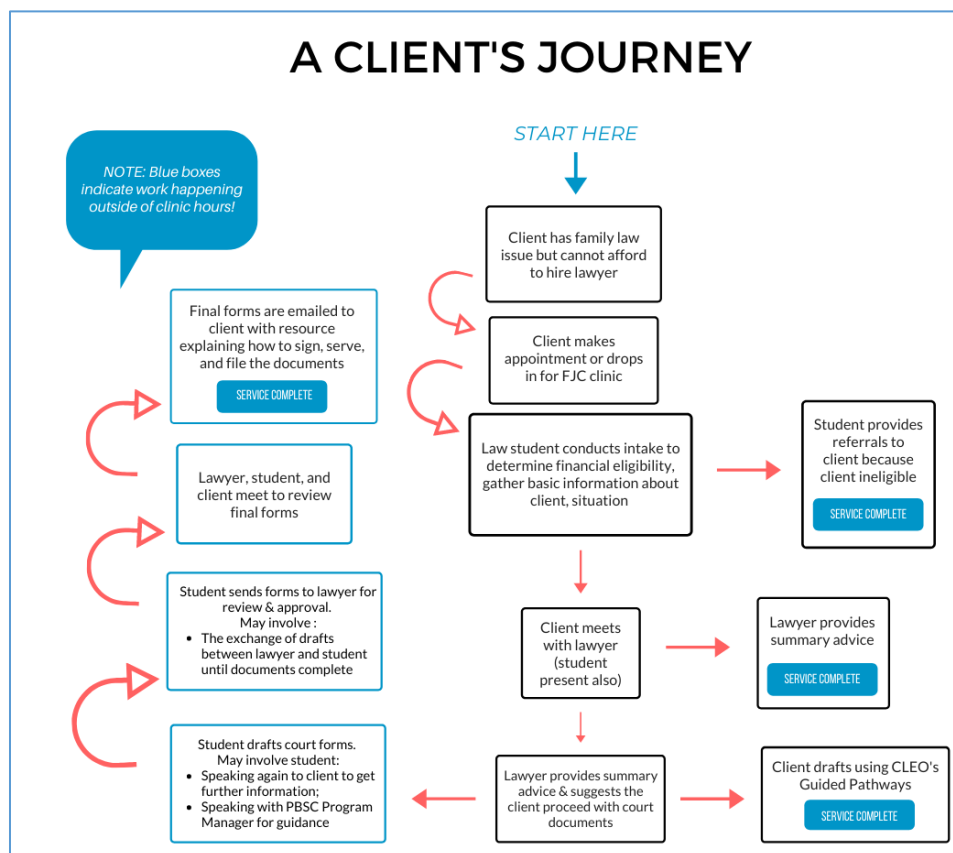 A CLIENT'S JOURNEY
START HERE
NOTE: Blue boxes
indicate work happening
outside of clinic hours!
Client has family law
issue but cannot afford
to hire lawyer
Client makes
appointment or drops
in for FJC clinic
Law student conducts intake to
determine financial eligibility,
gather basic information about
client, situation
Student provides
referrals to
client because
client ineligible
SERVICE COMPLETE
Client meets
with lawyer
(student
present also)
Lawyer provides
summary advice
SERVICE COMPLETE
Lawyer provides summary
advice & suggests the
client proceed with court
documents
Client drafts using CLEO's
Guided Pathways
SERVICE COMPLETE
Student drafts court forms.
May involve student:
• Speaking again to client to get
further information;
• Speaking with PBSC Program
Manager for guidance
Student sends forms to lawyer for
review & approval.
May involve :
• The exchange of drafts
between lawyer and student
until documents complete
Lawyer, student, and
client meet to review
final forms
Final forms are emailed to
client with resource
explaining how to sign, serve,
and file the documents
SERVICE COMPLETE